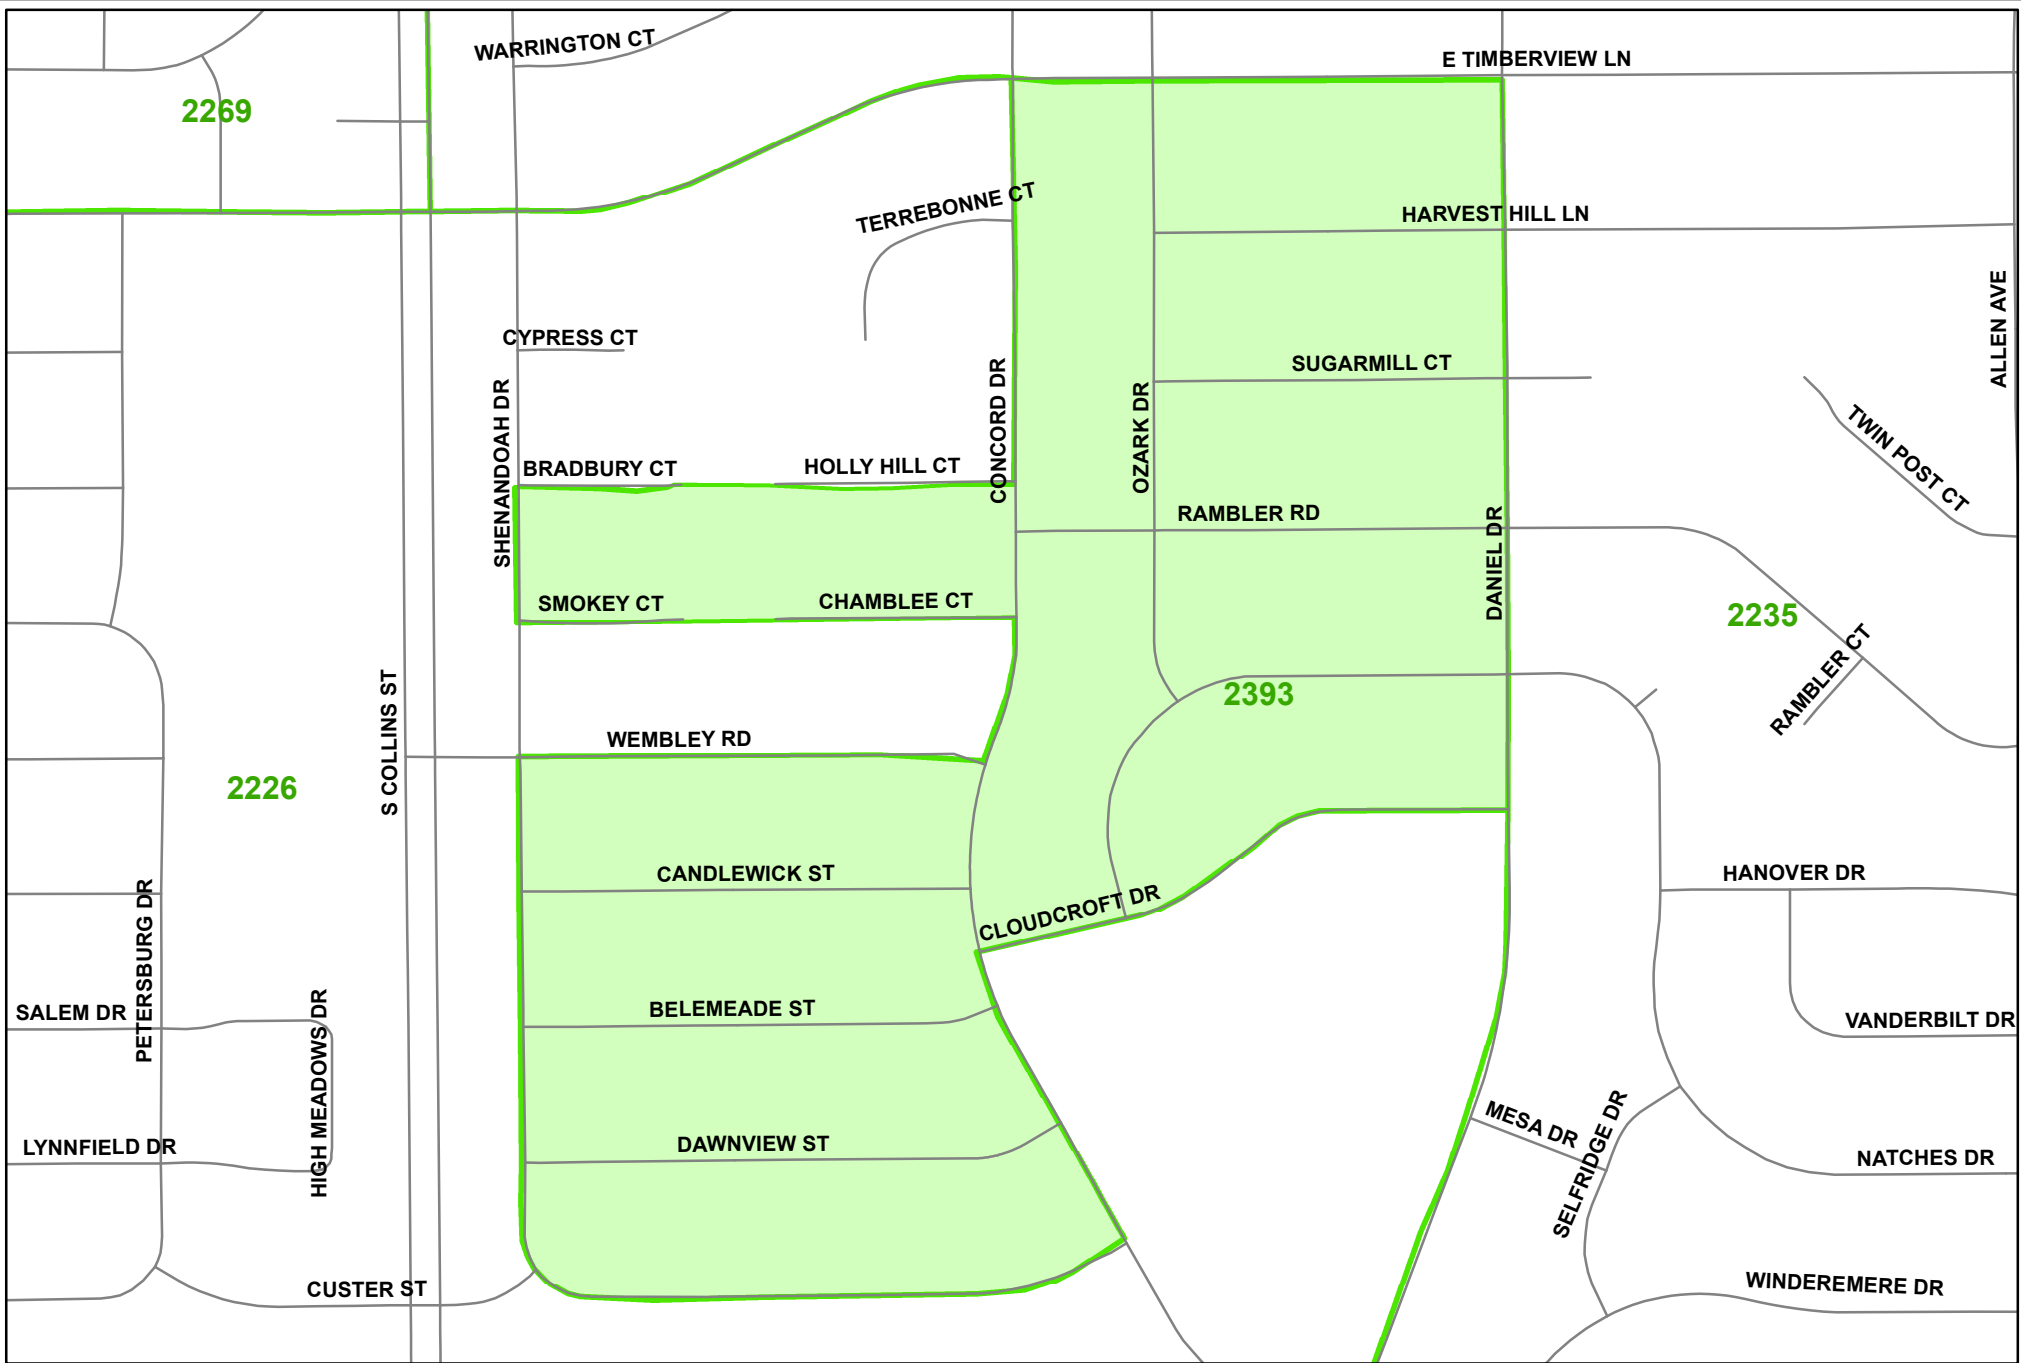 WARRINGTON CT
E TIMBERVIEW LN
2269
TERREBONNE CT
HARVEST HILL LN
CYPRESS CT
ALLEN AVE
SUGARMILL CT
SHENANDOAH DR
CONCORD DR
OZARK DR
TWIN POST CT
BRADBURY CT
HOLLY HILL CT
RAMBLER RD
DANIEL DR
SMOKEY CT
CHAMBLEE CT
2235
RAMBLER CT
2393
S COLLINS ST
WEMBLEY RD
2226
CANDLEWICK ST
HANOVER DR
CLOUDCROFT DR
PETERSBURG DR
SALEM DR
HIGH MEADOWS DR
BELEMEADE ST
VANDERBILT DR
MESA DR
SELFRIDGE DR
LYNNFIELD DR
DAWNVIEW ST
NATCHES DR
CUSTER ST
WINDEREMERE DR